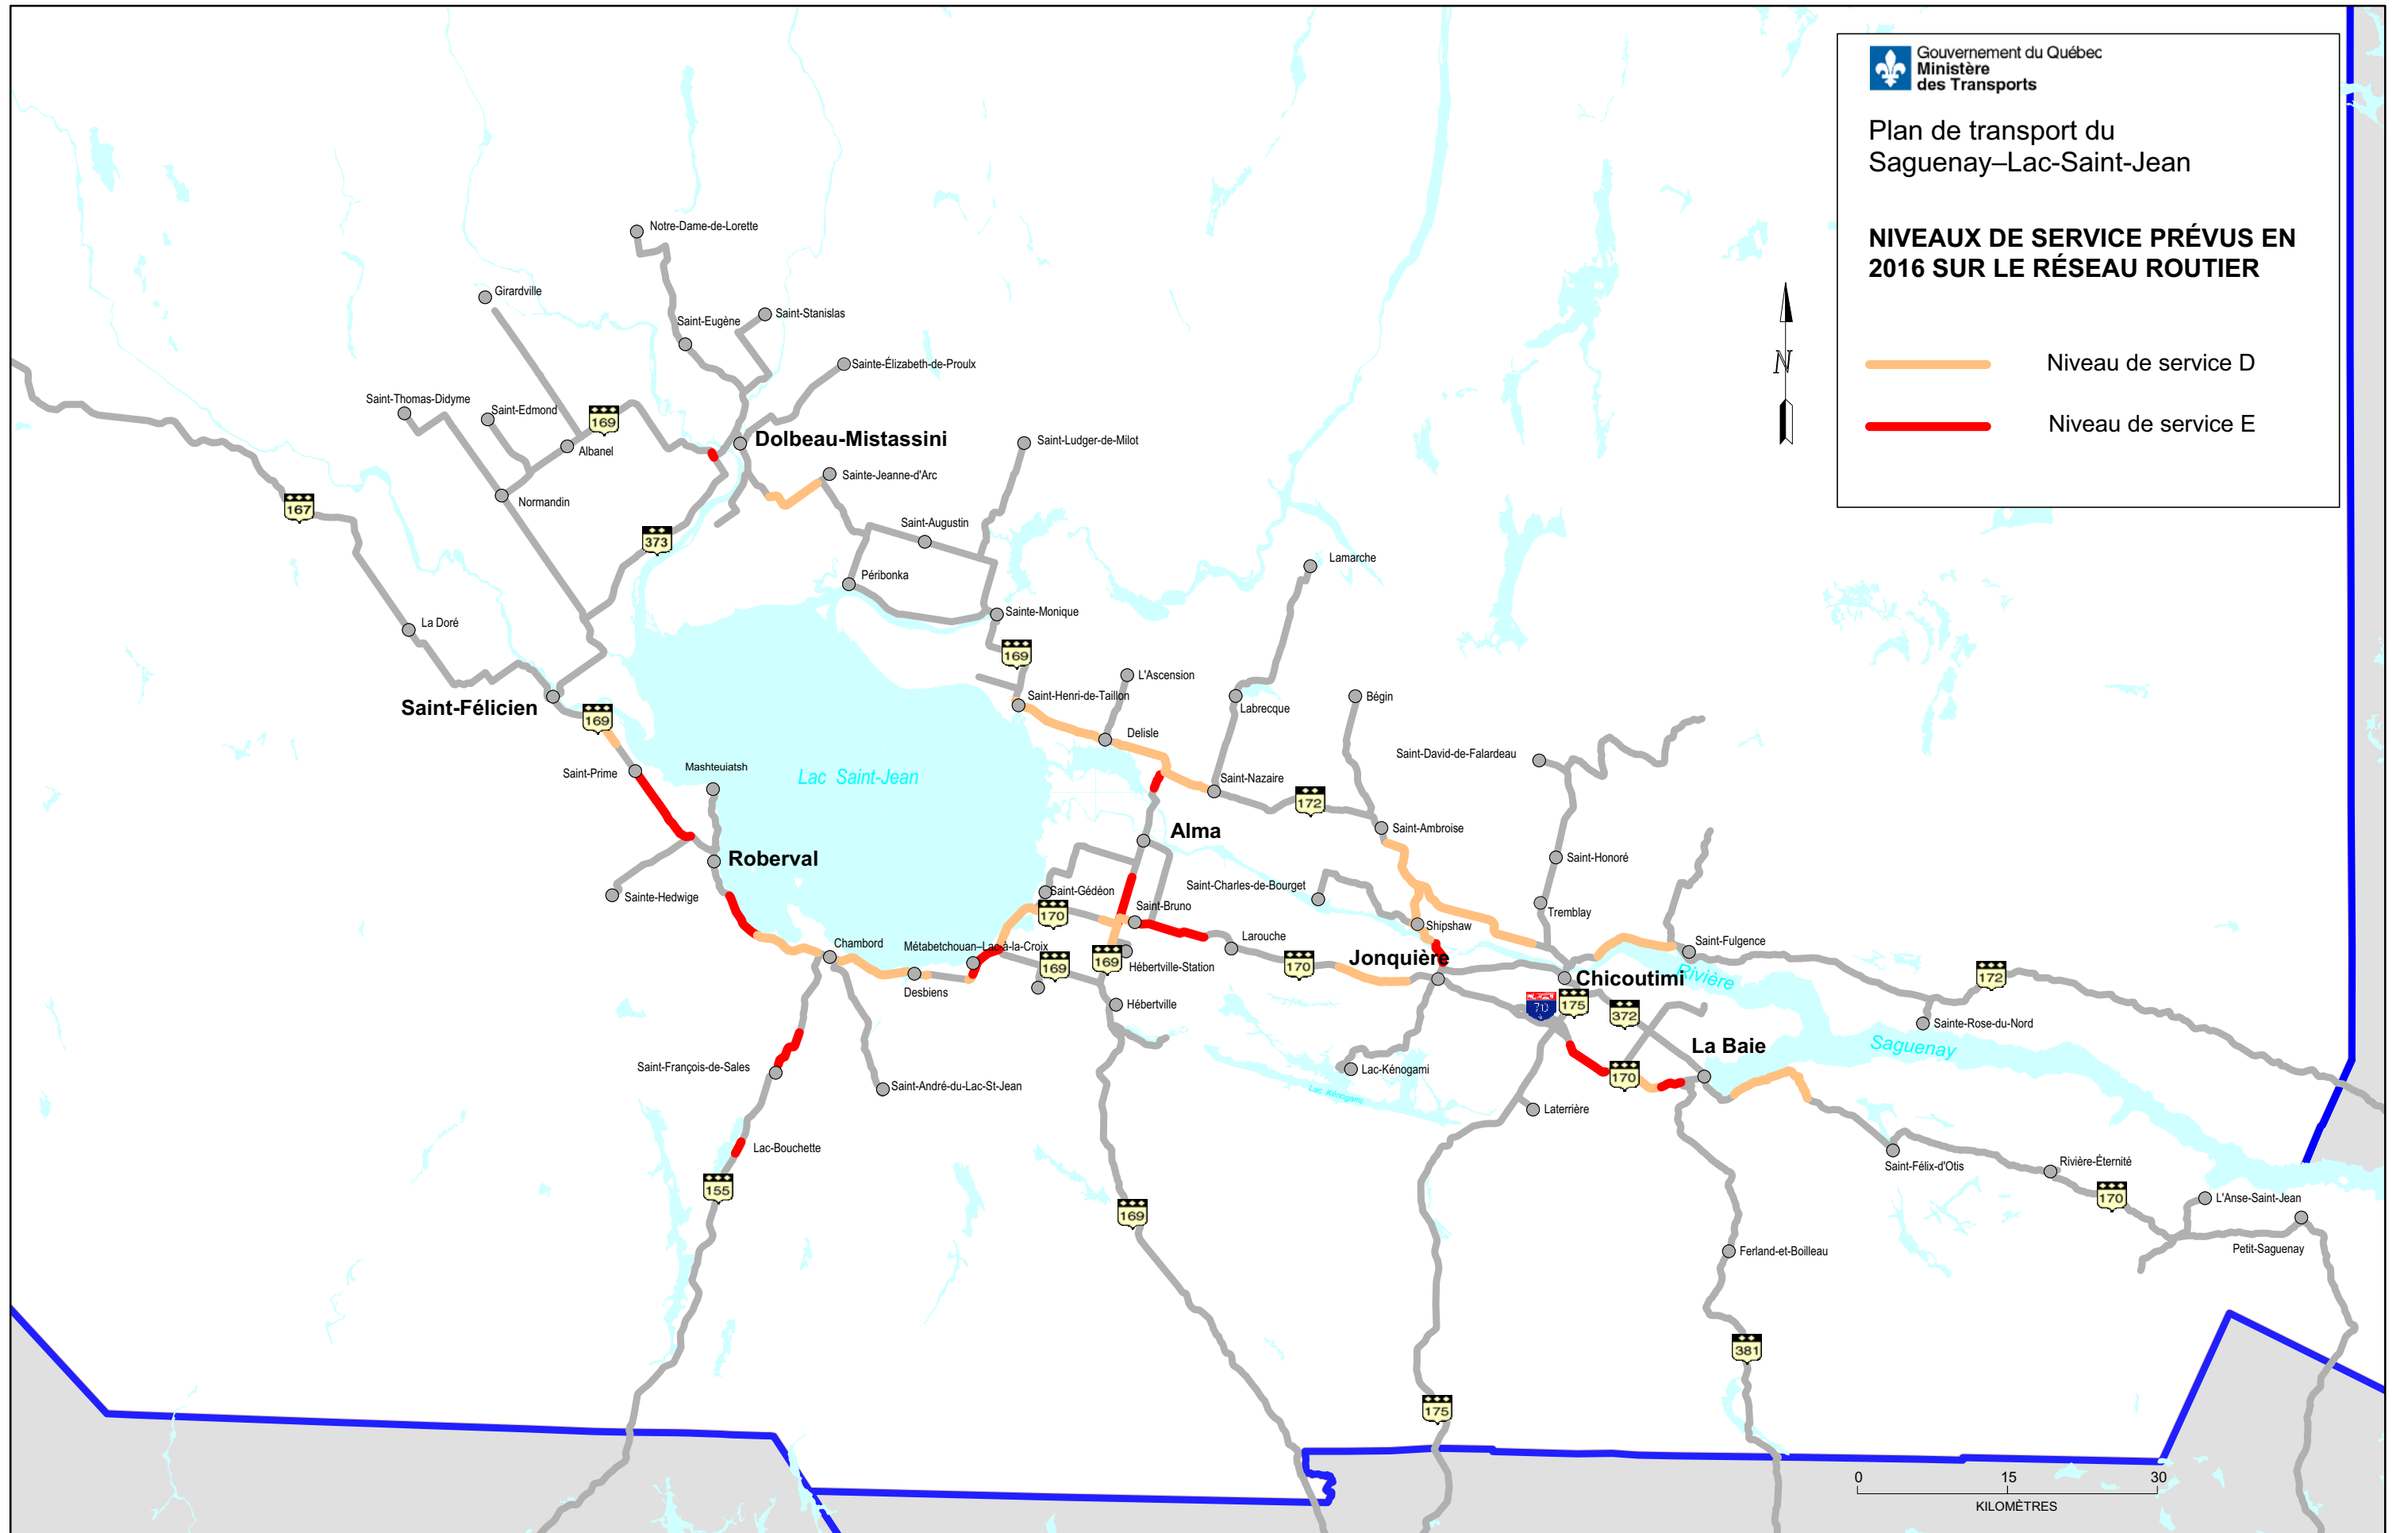 Gouvernement du Québec
Ministère
des Transports
Plan de transport du
Saguenay–Lac-Saint-Jean
NIVEAUX DE SERVICE PRÉVUS EN
2016 SUR LE RÉSEAU ROUTIER
Niveau de service D
Niveau de service E
N
Notre-Dame-de-Lorette
Girardville
Saint-Eugène
Saint-Stanislas
Sainte-Élizabeth-de-Proulx
Saint-Thomas-Didyme
Saint-Edmond
169
Albanel
Dolbeau-Mistassini
Saint-Ludger-de-Milot
Sainte-Jeanne-d'Arc
Normandin
167
373
Saint-Augustin
Lamarche
Péribonka
Sainte-Monique
La Doré
169
L'Ascension
Saint-Henri-de-Taillon
Labrecque
Bégin
Saint-Félicien
169
Delisle
Saint-David-de-Falardeau
Saint-Prime
Mashteuiatsh
Lac Saint-Jean
Saint-Nazaire
172
Alma
Saint-Ambroise
Roberval
Saint-Honoré
Sainte-Hedwige
Saint-Gédéon
Saint-Charles-de-Bourget
170
Saint-Bruno
Tremblay
Shipshaw
Chambord
Métabetchouan–Lac-à-la-Croix
Larouche
Saint-Fulgence
169
169
Hébertville-Station
170
Jonquière
Chicoutimi
Rivière
172
Desbiens
Hébertville
70
175
372
Sainte-Rose-du-Nord
La Baie
Saguenay
Saint-François-de-Sales
Saint-André-du-Lac-St-Jean
Lac-Kénogami
170
Lac Kénogami
Laterrière
Lac-Bouchette
Saint-Félix-d'Otis
Rivière-Éternité
155
170
L'Anse-Saint-Jean
169
Petit-Saguenay
Ferland-et-Boilleau
381
175
0 15 30
KILOMÈTRES